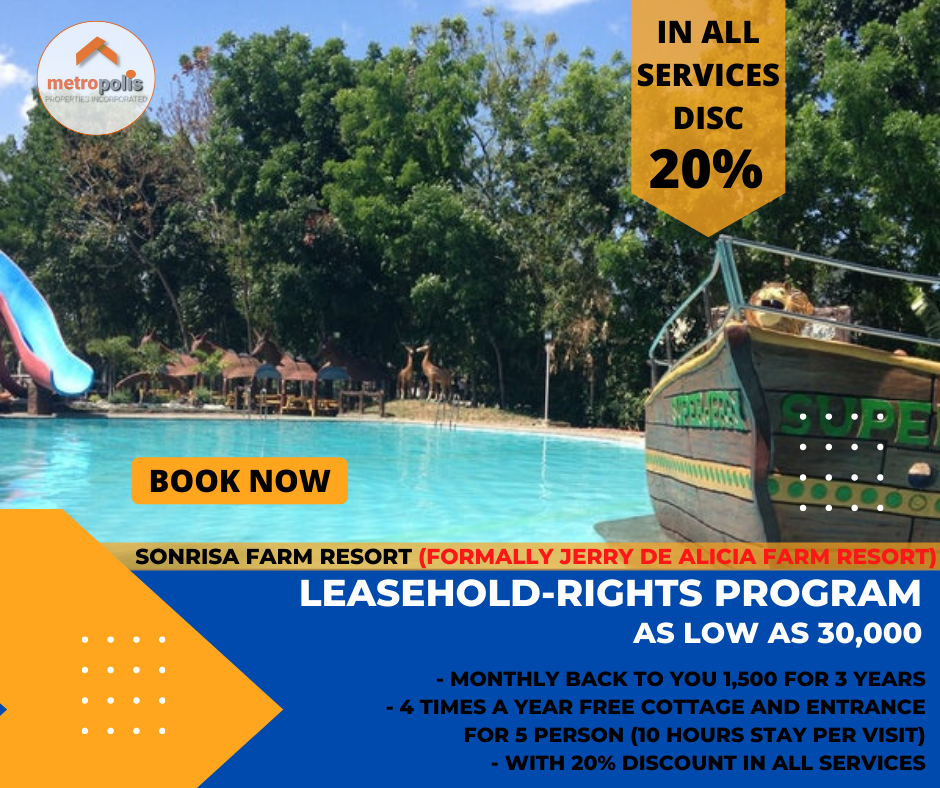 metropolis
PROPERTIES INCORPORATED
IN ALL
SERVICES
DISC
20%
SUPER
BOOK NOW
SONRISA FARM RESORT (FORMALLY JERRY DE ALICIA FARM RESORT)
LEASEHOLD-RIGHTS PROGRAM
AS LOW AS 30,000
- MONTHLY BACK TO YOU 1,500 FOR 3 YEARS
- 4 TIMES A YEAR FREE COTTAGE AND ENTRANCE
FOR 5 PERSON (10 HOURS STAY PER VISIT)
- WITH 20% DISCOUNT IN ALL SERVICES